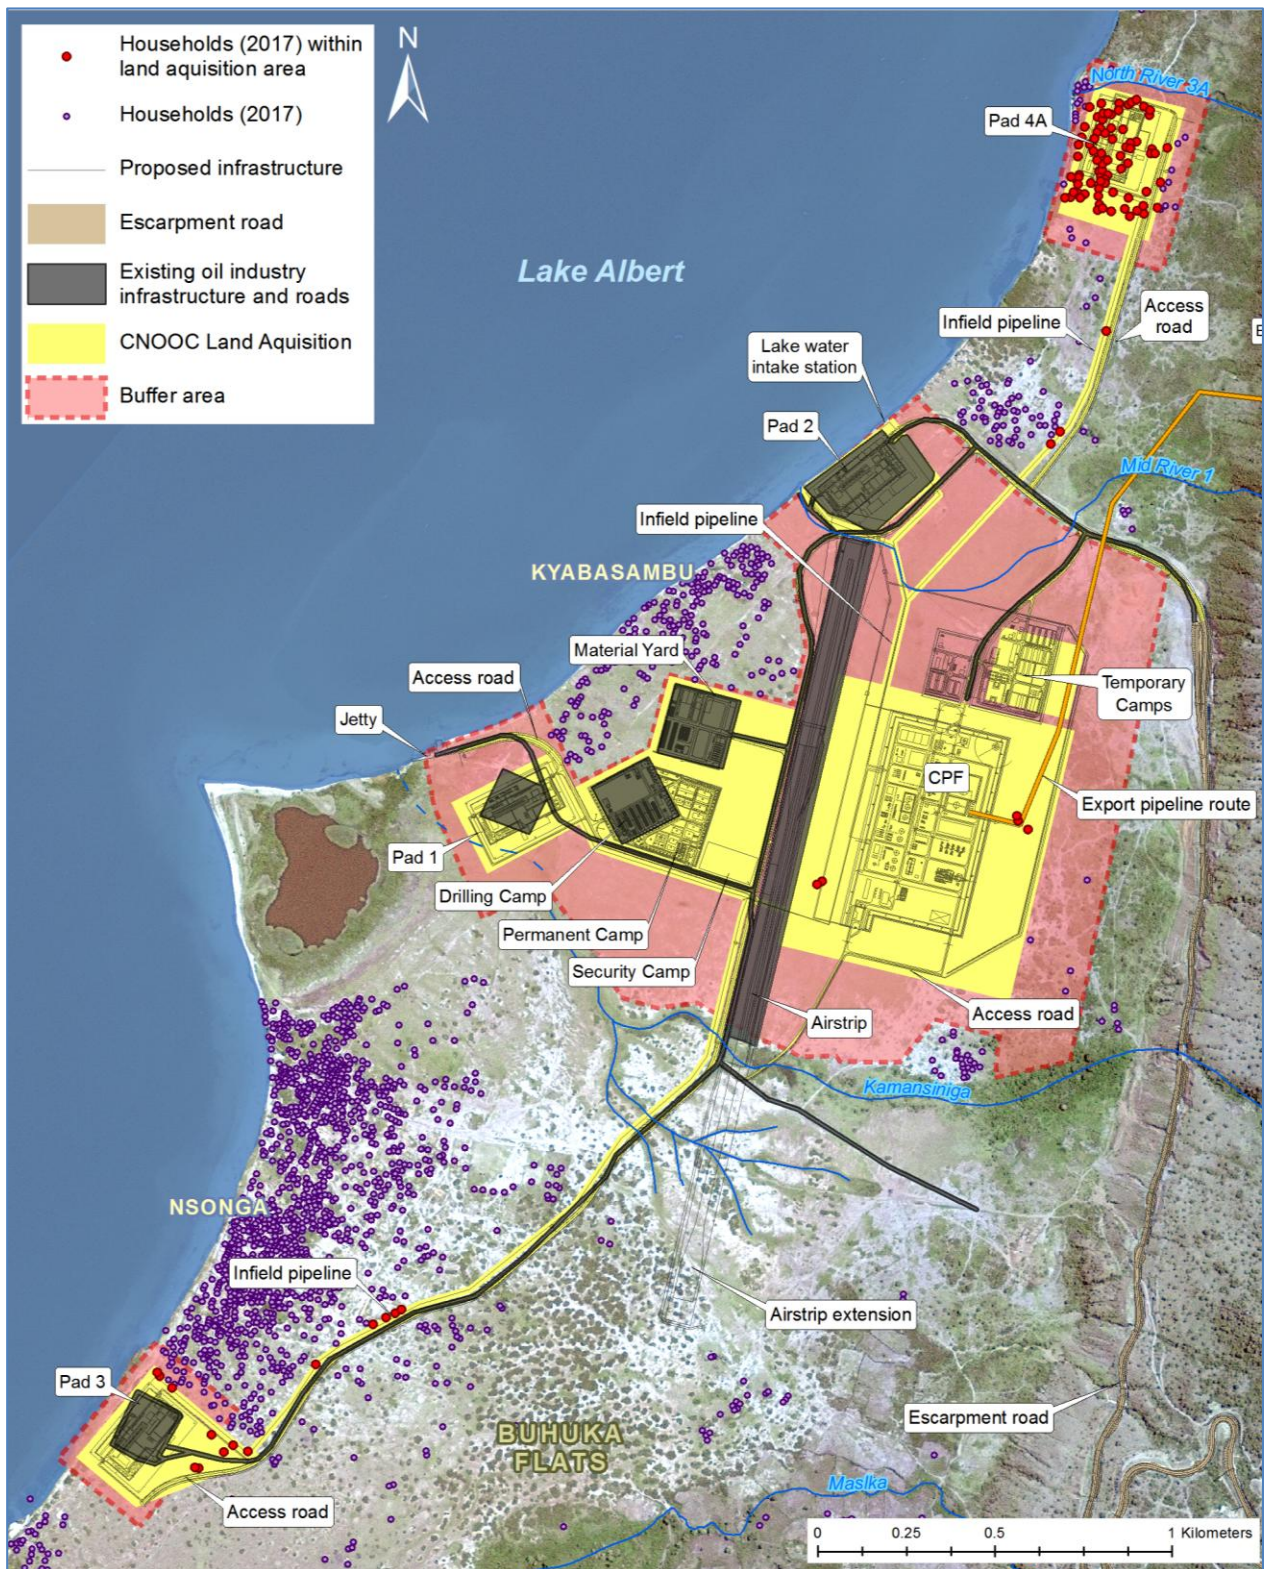 Households (2017) within
land aquisition area
Households (2017)
Proposed infrastructure
Escarpment road
Existing oil industry
infrastructure and roads
CNOOC Land Aquisition
Buffer area
N
North River 3A
Pad 4A
Lake Albert
Access
road
Infield pipeline
E
Lake water
intake station
Pad 2
Mid River 1
Infield pipeline
KYABASAMBU
Material Yard
Access road
Temporary
Camps
Jetty
CPF
Export pipeline route
Pad 1
Drilling Camp
Permanent Camp
Security Camp
Airstrip
Access road
Kamansiniga
NSONGA
Infield pipeline
Airstrip extension
Pad 3
Escarpment road
BUHUKA
FLATS
Maslka
Access road
0 0.25 0.5 1 Kilometers